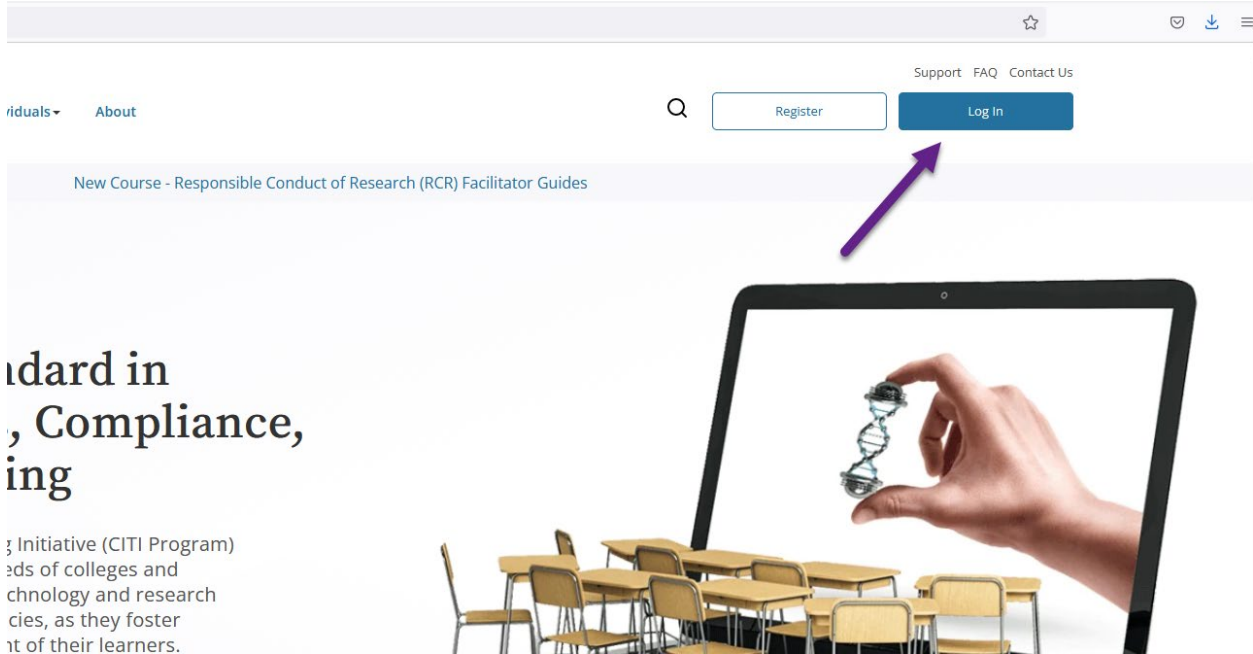 Support FAQ Contact Us
viduals About
Register Log In
New Course - Responsible Conduct of Research (RCR) Facilitator Guides
ndard in
, Compliance,
ing
g Initiative (CITI Program)
eds of colleges and
chnology and research
cies, as they foster
nt of their learners.